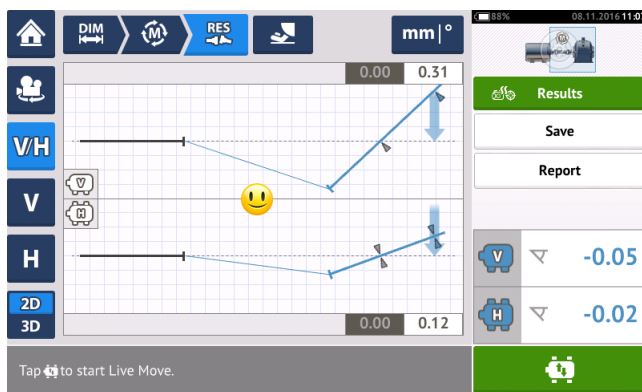 DIM
M
RES
mm|°
88%
08.11.2016 11:07
Results
Save
Report
0.00 0.31
V/H
V
H
V
H
2D
3D
0.00 0.12
V -0.05
H -0.02
Tap to start Live Move.